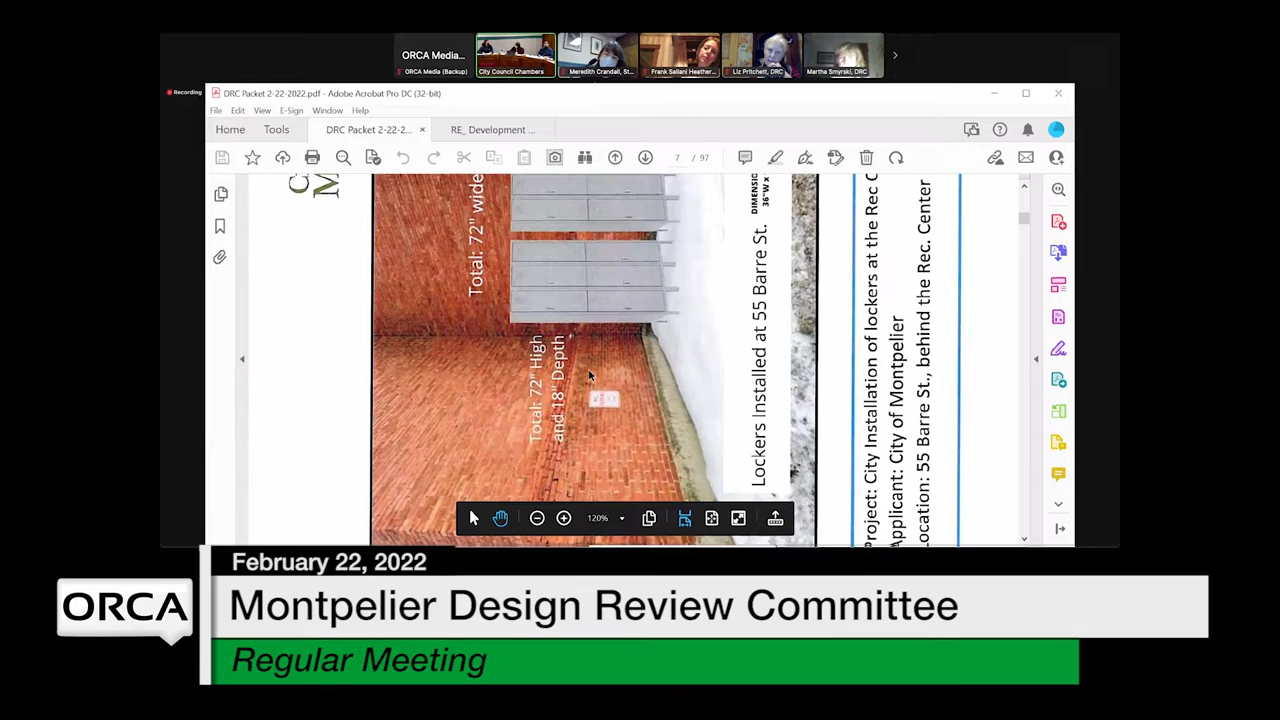 ORCA Media...
ORCA Media (Backup)
City Council Chambers
Meredith Crandall, St...
Frank Sallani Heather...
Liz Pritchett, DRC
Martha Smyrski, DRC
Recording
DRC Packet 2-22-2022.pdf - Adobe Acrobat Pro DC (32-bit)
File Edit View E-Sign Window Help
Home Tools DRC Packet 2-22-2... × RE_ Development ...
7 / 97
Total: 72" wide
Total: 72" High
and 18" Depth
DIMENSIO
36"W x
Lockers Installed at 55 Barre St.
Project: City Installation of lockers at the Rec C
Applicant: City of Montpelier
Location: 55 Barre St., behind the Rec. Center
120%
February 22, 2022
ORCA
Montpelier Design Review Committee
Regular Meeting